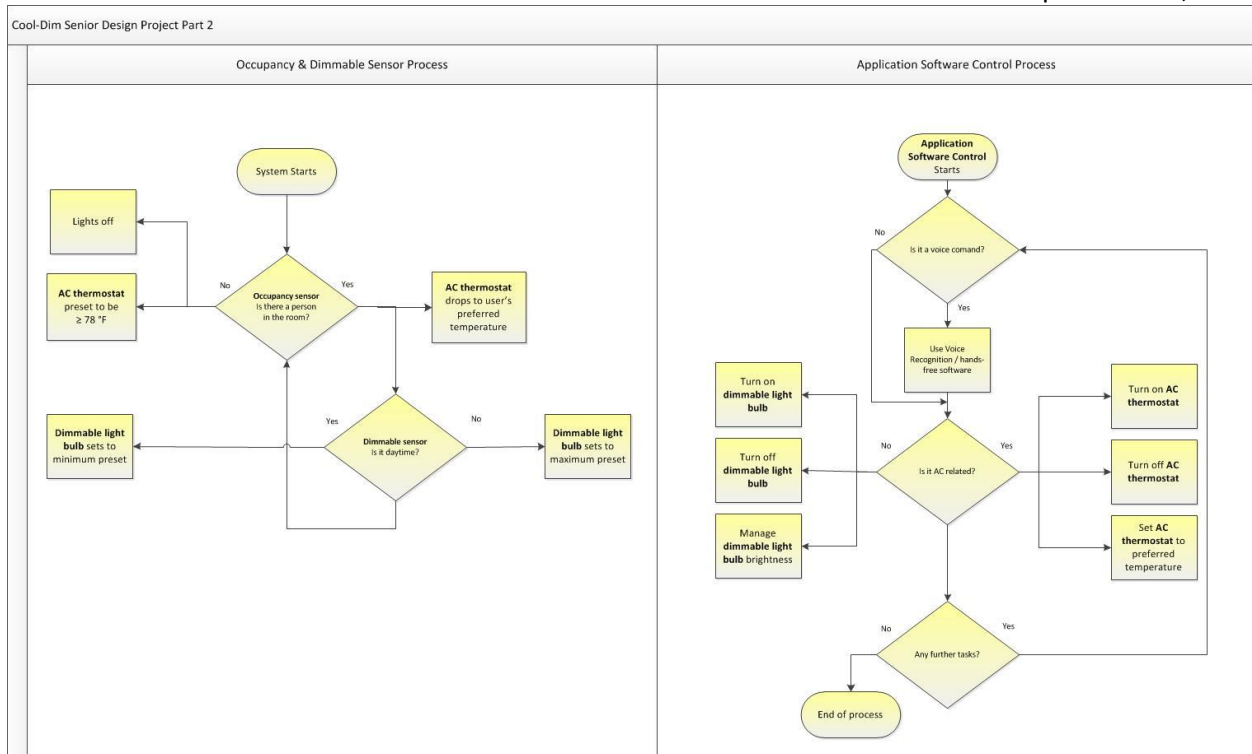 Cool-Dim Senior Design Project Part 2
Occupancy & Dimmable Sensor Process
System Starts
Lights off
No
Yes
AC thermostat
preset to be
≥ 78 °F
Occupancy sensor
Is there a person
in the room?
AC thermostat
drops to user's
preferred
temperature
Yes
No
Dimmable light
bulb sets to
minimum preset
Dimmable sensor
Is it daytime?
Dimmable light
bulb sets to
maximum preset
Application Software Control Process
Application
Software Control
Starts
No
Is it a voice comand?
Yes
Use Voice
Recognition / hands-
free software
Turn on
dimmable light
bulb
Turn on AC
thermostat
No
Yes
Turn off
dimmable light
bulb
Is it AC related?
Turn off AC
thermostat
Manage
dimmable light
bulb brightness
Set AC
thermostat to
preferred
temperature
No
Yes
Any further tasks?
End of process